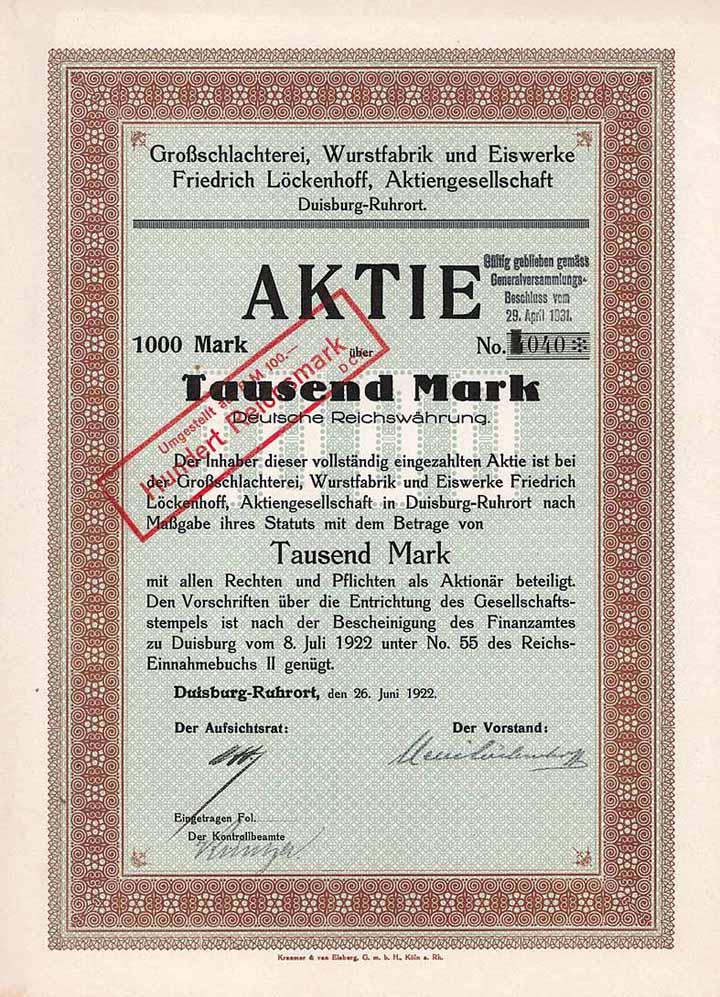 Großschlachterei, Wurstfabrik und Eiswerke
Friedrich Löckenhoff, Aktiengesellschaft
Duisburg-Ruhrort.
AKTIE
Gültig geblieben gemäss
Generalversammlungs-
Beschluss vom
29. April 1931.
1000 Mark
über
No. 1040
Umgestellt auf R.M. 100.—
Hundert Reichsmark
Tausend Mark
Deutsche Reichswährung.
Der Inhaber dieser vollständig eingezahlten Aktie ist bei
der Großschlachterei, Wurstfabrik und Eiswerke Friedrich
Löckenhoff, Aktiengesellschaft in Duisburg-Ruhrort nach
Maßgabe ihres Statuts mit dem Betrage von
Tausend Mark
mit allen Rechten und Pflichten als Aktionär beteiligt.
Den Vorschriften über die Entrichtung des Gesellschafts-
stempels ist nach der Bescheinigung des Finanzamtes
zu Duisburg vom 8. Juli 1922 unter No. 55 des Reichs-
Einnahmebuchs II genügt.
Duisburg-Ruhrort, den 26. Juni 1922.
Der Aufsichtsrat:
Der Vorstand:
Eingetragen Fol.
Der Kontrollbeamte
Kraemer & van Elsberg, G. m. b. H., Köln a. Rh.